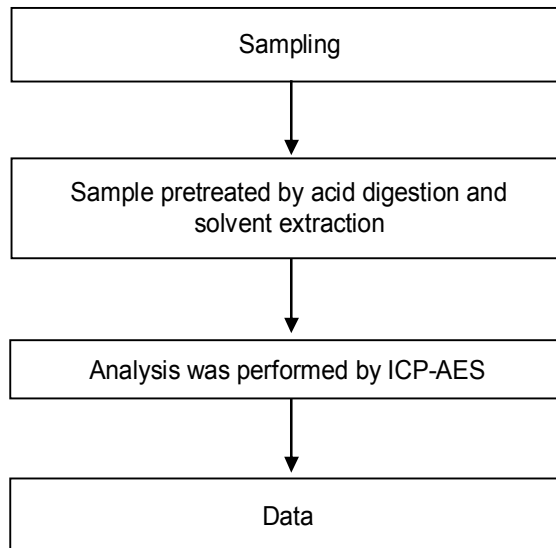 Sampling
Sample pretreated by acid digestion and
solvent extraction
Analysis was performed by ICP-AES
Data